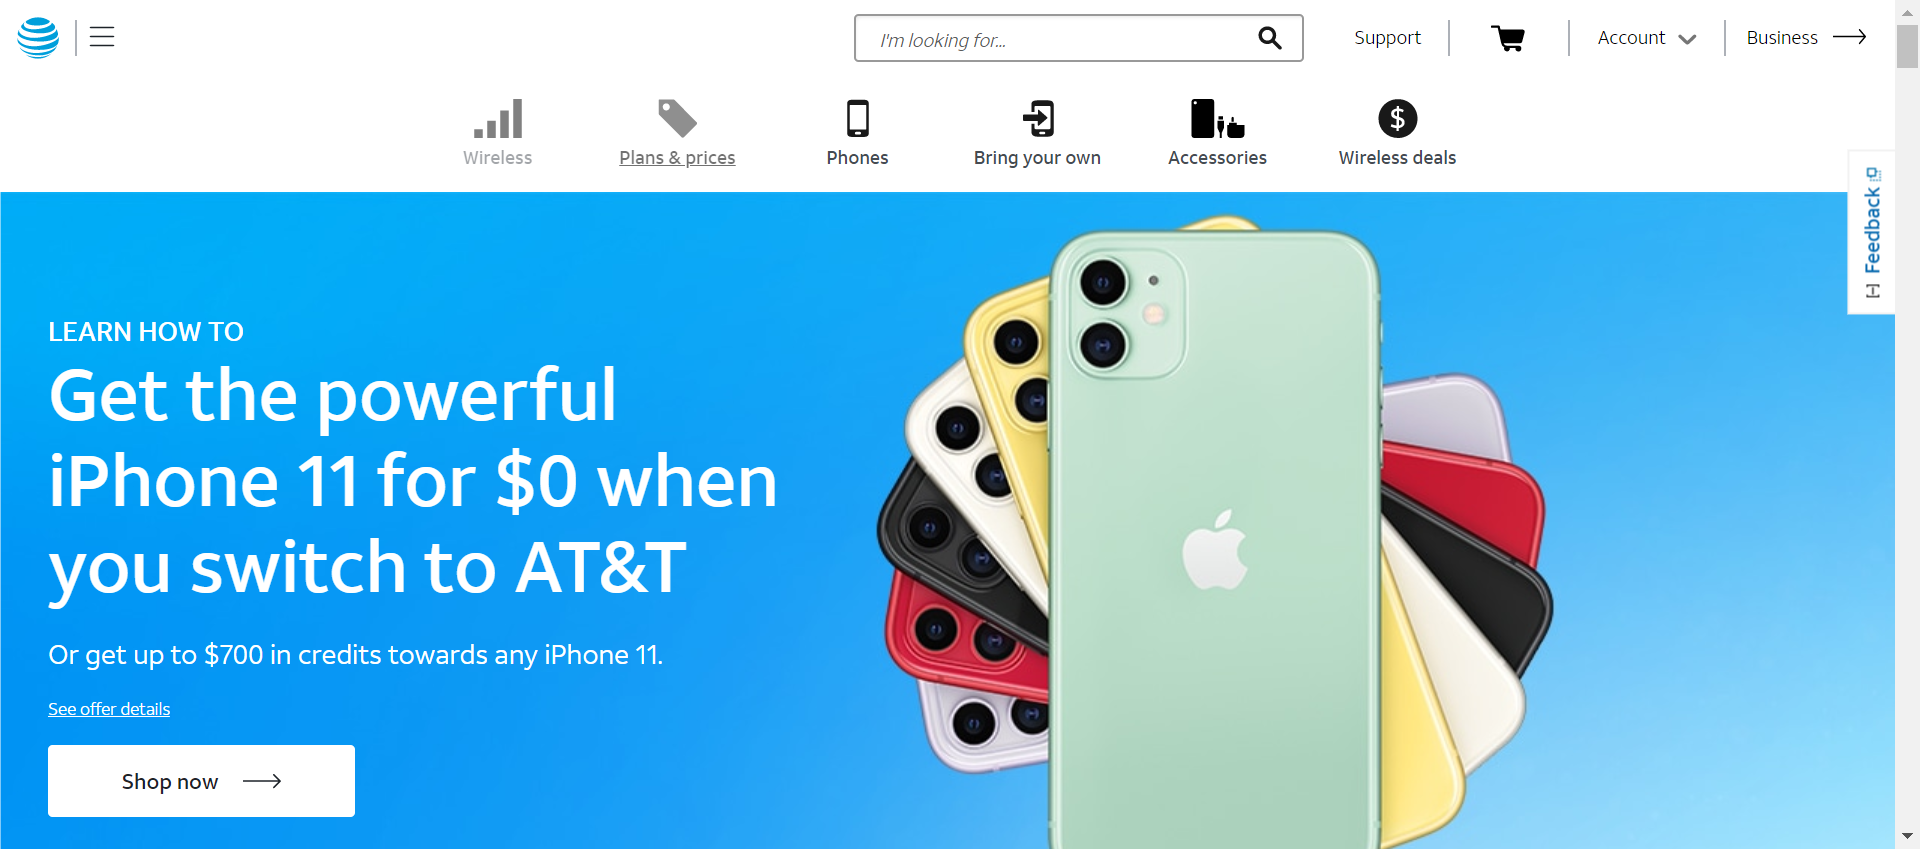 I'm looking for...
Support
Account
Business
Wireless
Plans & prices
Phones
Bring your own
Accessories
$
Wireless deals
[+] Feedback
LEARN HOW TO
Get the powerful
iPhone 11 for $0 when
you switch to AT&T
Or get up to $700 in credits towards any iPhone 11.
See offer details
Shop now